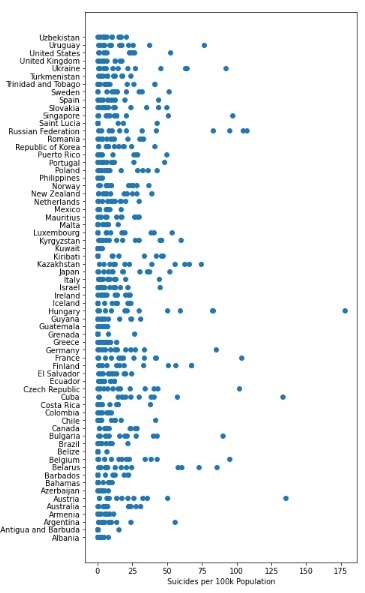 Uzbekistan
Uruguay
United States
United Kingdom
Ukraine
Turkmenistan
Trinidad and Tobago
Sweden
Spain
Slovakia
Singapore
Saint Lucia
Russian Federation
Romania
Republic of Korea
Puerto Rico
Portugal
Poland
Philippines
Norway
New Zealand
Netherlands
Mexico
Mauritius
Malta
Luxembourg
Kyrgyzstan
Kuwait
Kiribati
Kazakhstan
Japan
Italy
Israel
Ireland
Iceland
Hungary
Guyana
Guatemala
Grenada
Greece
Germany
France
Finland
El Salvador
Ecuador
Czech Republic
Cuba
Costa Rica
Colombia
Chile
Canada
Bulgaria
Brazil
Belize
Belgium
Belarus
Barbados
Bahamas
Azerbaijan
Austria
Australia
Armenia
Argentina
Antigua and Barbuda
Albania
0 25 50 75 100 125 150 175
Suicides per 100k Population